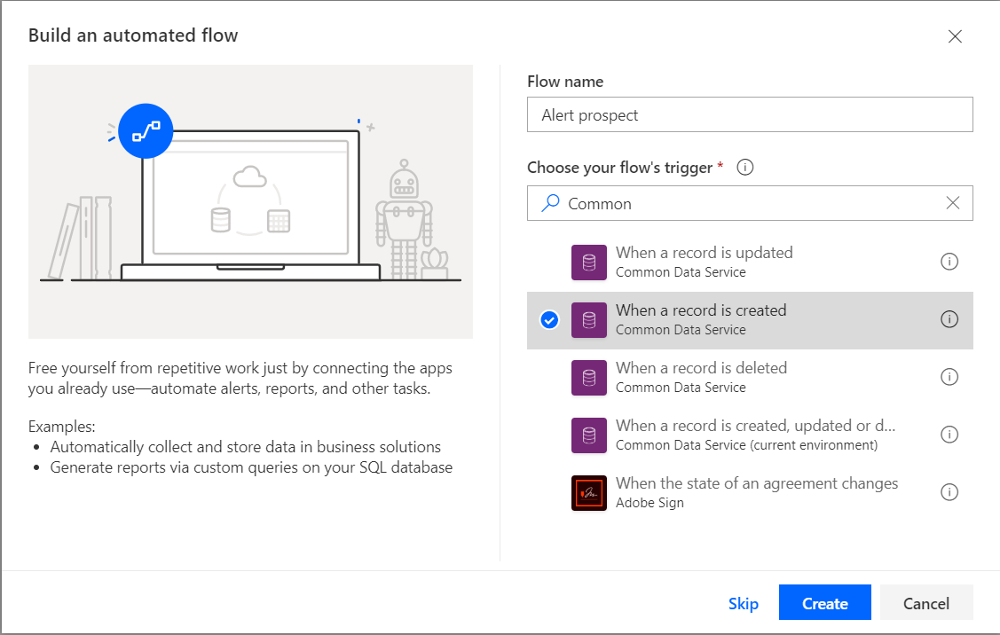 Build an automated flow
Free yourself from repetitive work just by connecting the apps
you already use—automate alerts, reports, and other tasks.
Examples:
• Automatically collect and store data in business solutions
• Generate reports via custom queries on your SQL database
Flow name
Alert prospect
Choose your flow's trigger *
Common
When a record is updated
Common Data Service
When a record is created
Common Data Service
When a record is deleted
Common Data Service
When a record is created, updated or d...
Common Data Service (current environment)
When the state of an agreement changes
Adobe Sign
Skip
Create
Cancel